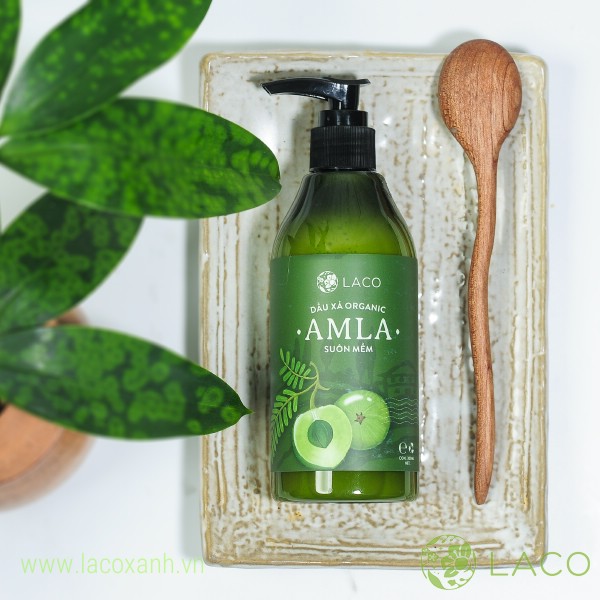 LACO
DẦU XẢ ORGANIC
AMLA
SUÔN MỀM
www.lacoxanh.vn
LACO